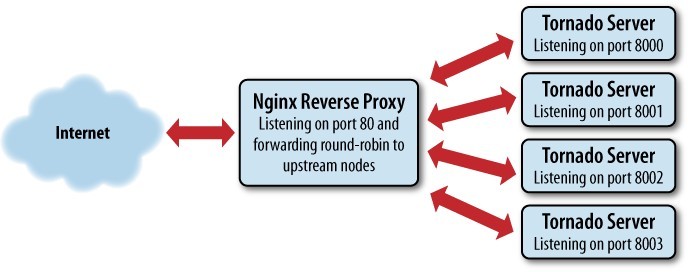 Internet
Nginx Reverse Proxy
Listening on port 80 and
forwarding round-robin to
upstream nodes
Tornado Server
Listening on port 8000
Tornado Server
Listening on port 8001
Tornado Server
Listening on port 8002
Tornado Server
Listening on port 8003